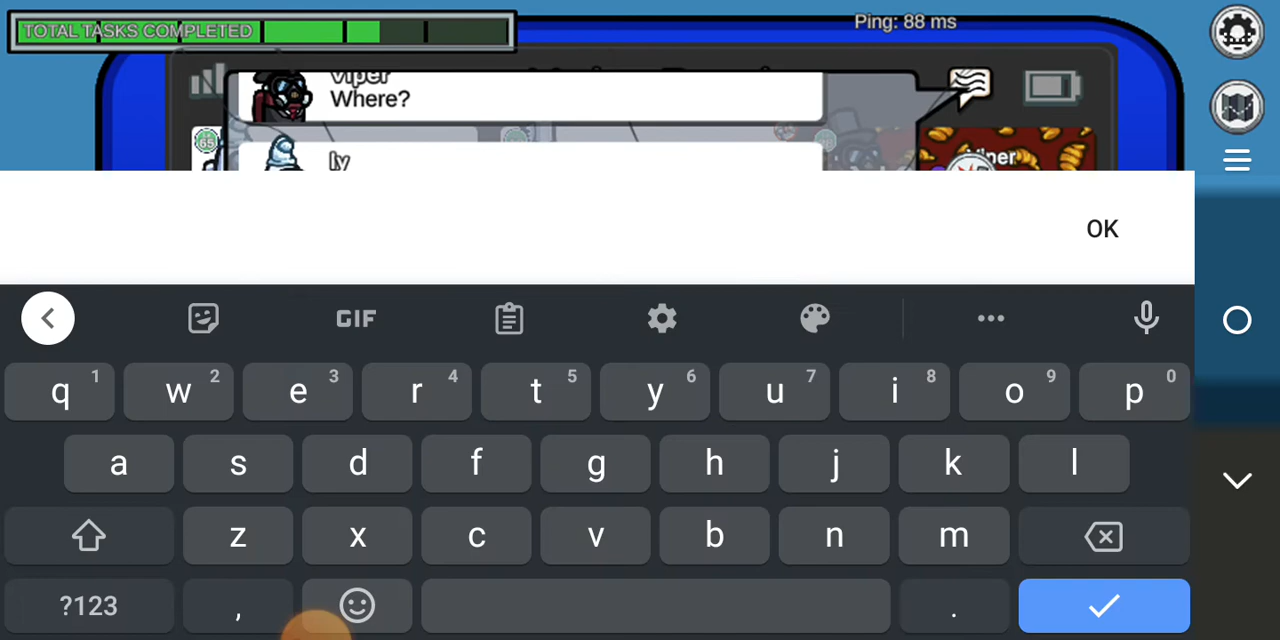 TOTAL TASKS COMPLETED
Ping: 88 ms
Viper
Where?
ly
Viper
OK
GIF
q 1 w 2 e 3 r 4 t 5 y 6 u 7 i 8 o 9 p 0
a s d f g h j k l
z x c v b n m
?123 , .